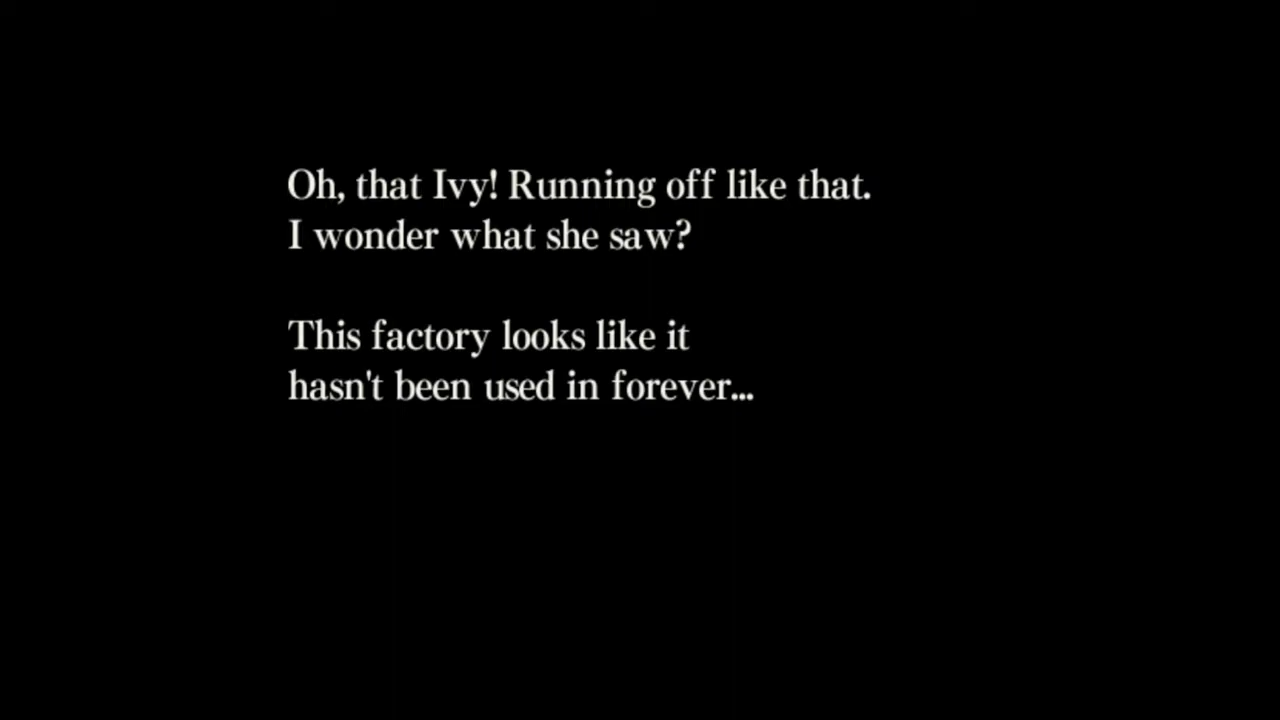 Oh, that Ivy! Running off like that.
I wonder what she saw?
This factory looks like it
hasn't been used in forever...